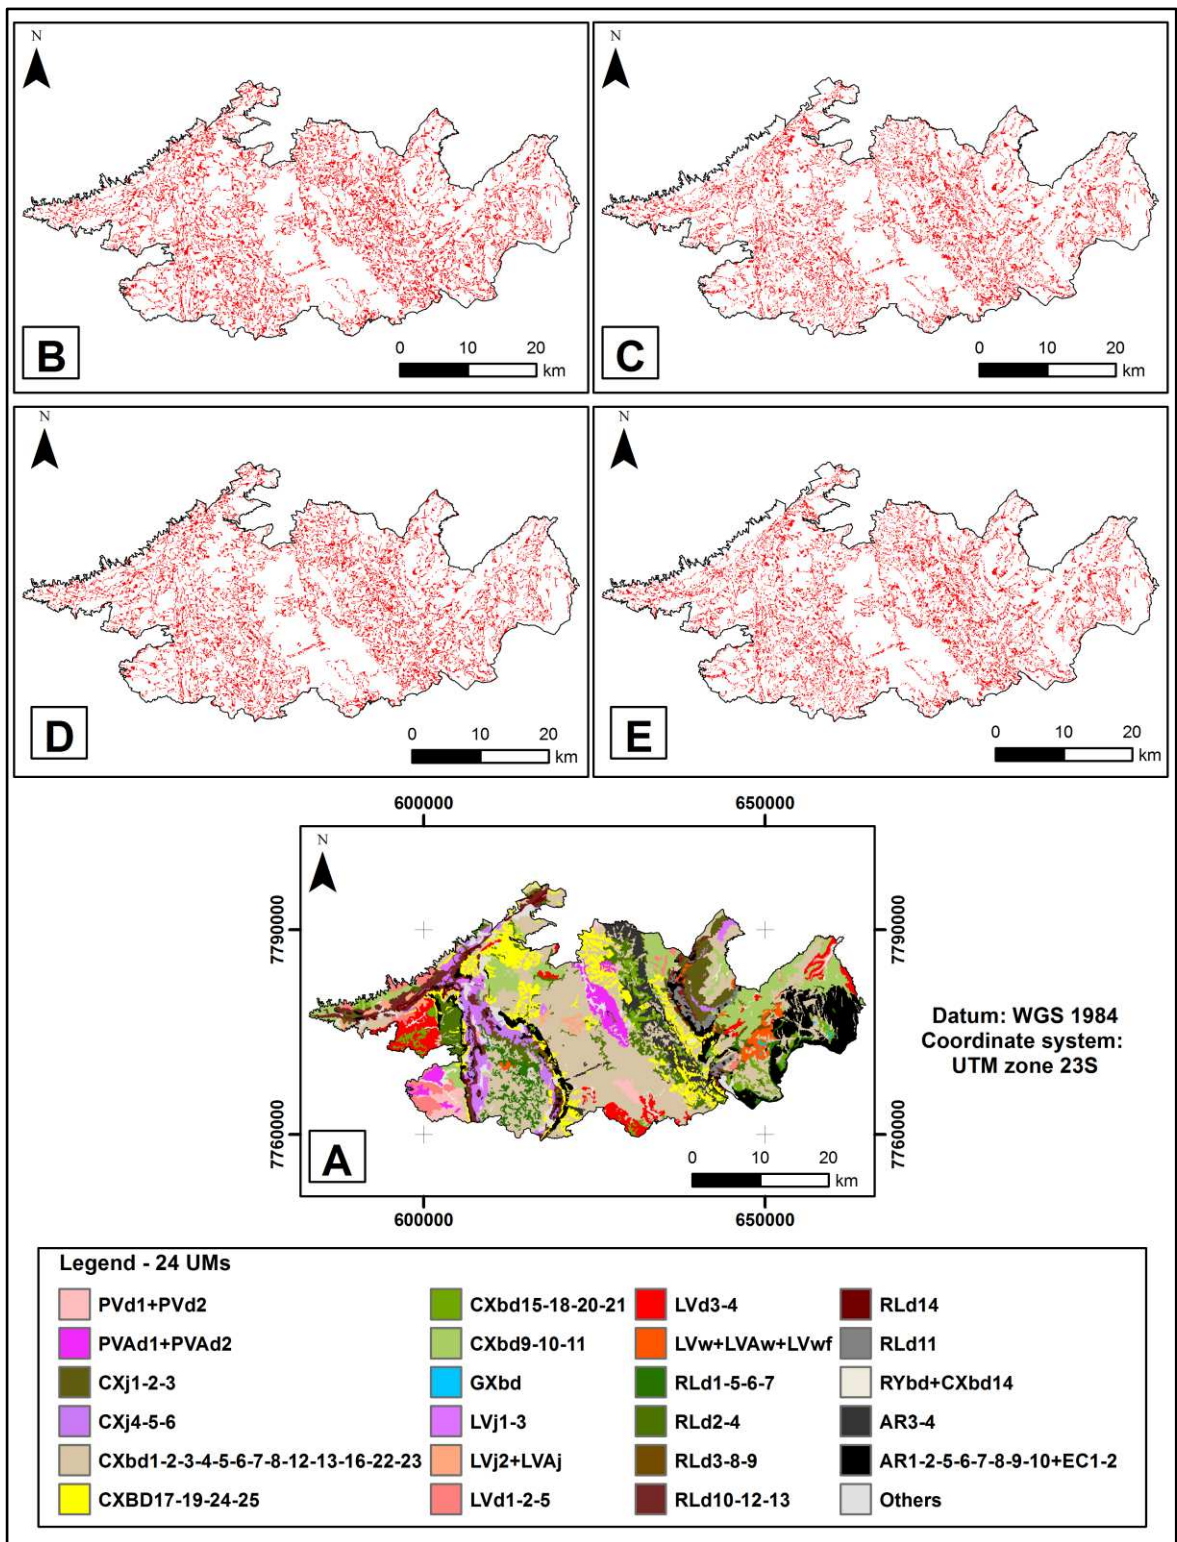 N
N
B
0 10 20
km
C
0 10 20
km
N
N
D
0 10 20
km
E
0 10 20
km
600000 650000
N
7790000 7790000
7760000 7760000
A
0 10 20
km
600000 650000
Datum: WGS 1984
Coordinate system:
UTM zone 23S
Legend - 24 UMs
PVd1+PVd2
PVAd1+PVAd2
CXj1-2-3
CXj4-5-6
CXbd1-2-3-4-5-6-7-8-12-13-16-22-23
CXBD17-19-24-25
CXbd15-18-20-21
CXbd9-10-11
GXbd
LVj1-3
LVj2+LVAj
LVd1-2-5
LVd3-4
LVw+LVAw+LVwf
RLd1-5-6-7
RLd2-4
RLd3-8-9
RLd10-12-13
RLd14
RLd11
RYbd+CXbd14
AR3-4
AR1-2-5-6-7-8-9-10+EC1-2
Others